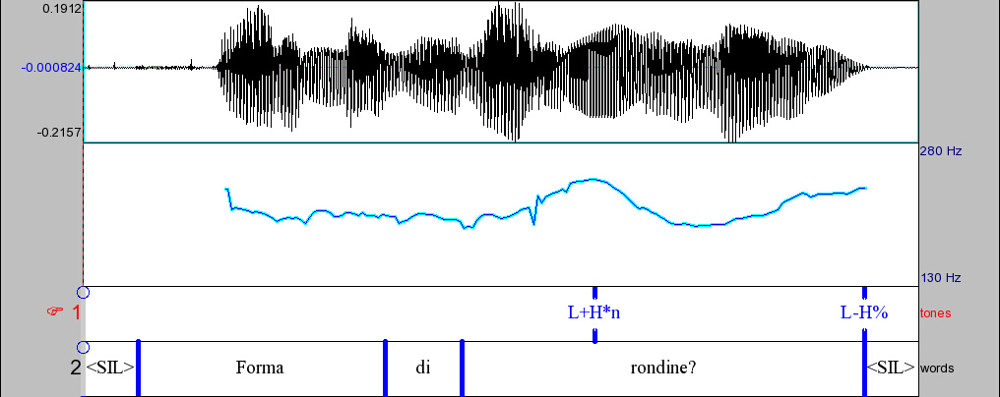 0.1912
-0.000824
-0.2157
280 Hz
130 Hz
☞ 1 L+H*n L-H% tones
2 <SIL> Forma di rondine? <SIL> words